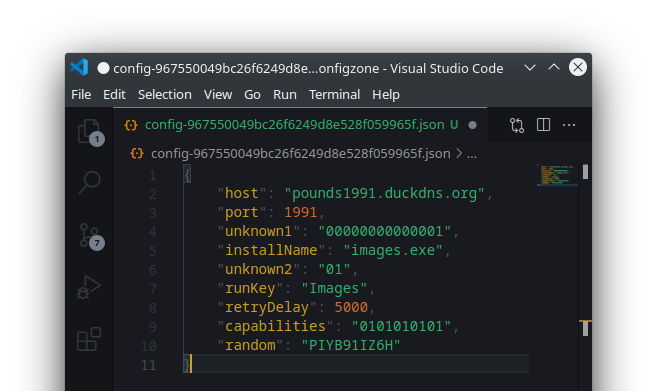 config-967550049bc26f6249d8e...onfigzone - Visual Studio Code
File Edit Selection View Go Run Terminal Help
config-967550049bc26f6249d8e528f059965f.json U
config-967550049bc26f6249d8e528f059965f.json > ...
1 {
2 "host": "pounds1991.duckdns.org",
3 "port": 1991,
4 "unknown1": "00000000000001",
5 "installName": "images.exe",
6 "unknown2": "01",
7 "runKey": "Images",
8 "retryDelay": 5000,
9 "capabilities": "0101010101",
10 "random": "PIYB91IZ6H"
11 }
1
7